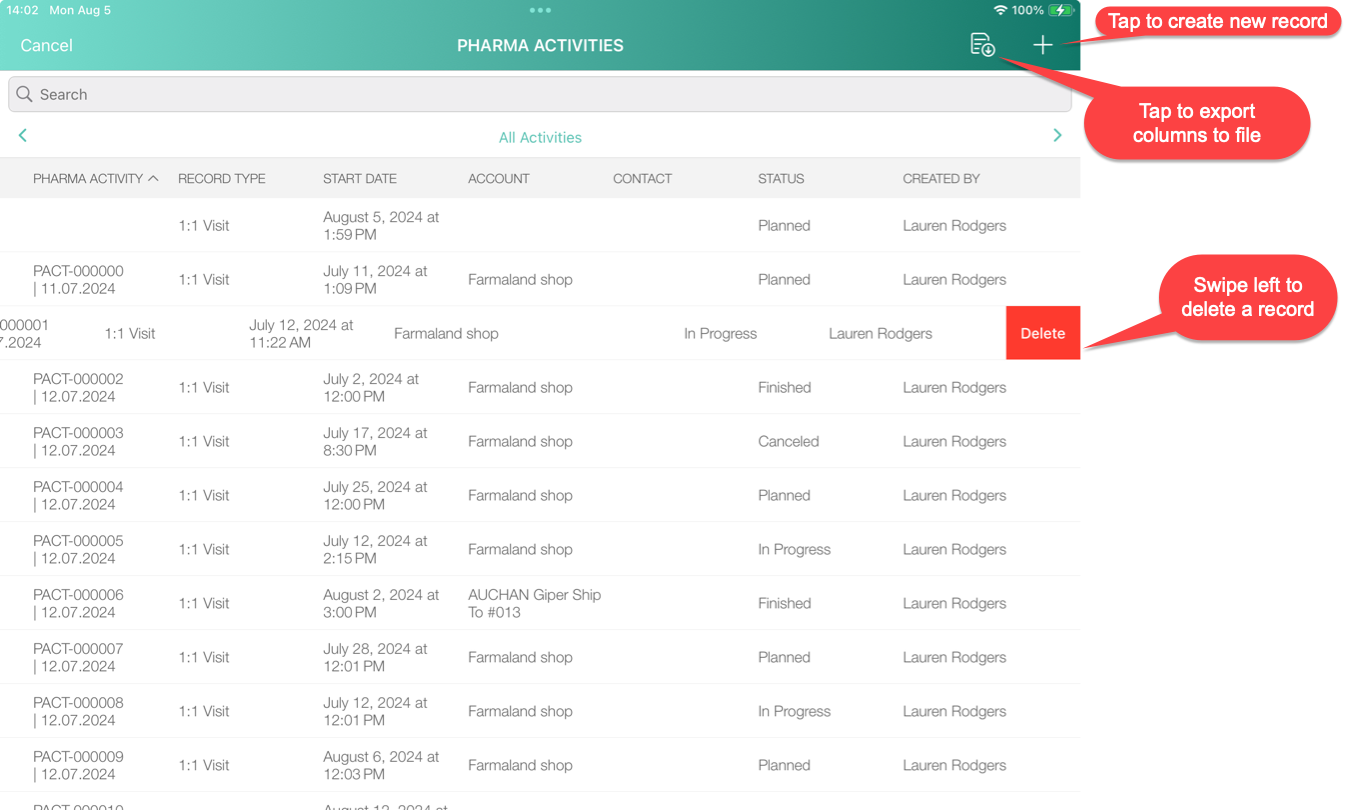 14:02 Mon Aug 5
100%
Tap to create new record
Cancel
PHARMA ACTIVITIES
Tap to export
columns to file
Search
All Activities
PHARMA ACTIVITY RECORD TYPE START DATE ACCOUNT CONTACT STATUS CREATED BY
1:1 Visit August 5, 2024 at Planned Lauren Rodgers
1:59 PM
PACT-000000 1:1 Visit July 11, 2024 at Farmaland shop Planned Lauren Rodgers
| 11.07.2024 1:09 PM
Swipe left to
delete a record
000001 1:1 Visit July 12, 2024 at Farmaland shop In Progress Lauren Rodgers Delete
7.2024 11:22 AM
PACT-000002 1:1 Visit July 2, 2024 at Farmaland shop Finished Lauren Rodgers
| 12.07.2024 12:00 PM
PACT-000003 1:1 Visit July 17, 2024 at Farmaland shop Canceled Lauren Rodgers
| 12.07.2024 8:30 PM
PACT-000004 1:1 Visit July 25, 2024 at Farmaland shop Planned Lauren Rodgers
| 12.07.2024 12:00 PM
PACT-000005 1:1 Visit July 12, 2024 at Farmaland shop In Progress Lauren Rodgers
| 12.07.2024 2:15 PM
PACT-000006 1:1 Visit August 2, 2024 at AUCHAN Giper Ship Finished Lauren Rodgers
| 12.07.2024 3:00 PM To #013
PACT-000007 1:1 Visit July 28, 2024 at Farmaland shop Planned Lauren Rodgers
| 12.07.2024 12:01 PM
PACT-000008 1:1 Visit July 12, 2024 at Farmaland shop In Progress Lauren Rodgers
| 12.07.2024 12:01 PM
PACT-000009 1:1 Visit August 6, 2024 at Farmaland shop Planned Lauren Rodgers
| 12.07.2024 12:03 PM
PACT-000010 August 12, 2024 at